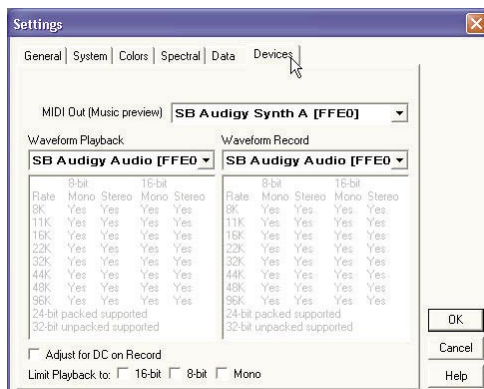 Settings
General System Colors Spectral Data Devices
MIDI Out (Music preview) SB Audigy Synth A [FFE0]
Waveform Playback
SB Audigy Audio [FFE0
8-bit 16-bit
Rate Mono Stereo Mono Stereo
8K Yes Yes Yes Yes
11K Yes Yes Yes Yes
16K Yes Yes Yes Yes
22K Yes Yes Yes Yes
32K Yes Yes Yes Yes
44K Yes Yes Yes Yes
48K Yes Yes Yes Yes
96K Yes Yes Yes Yes
24-bit packed supported
32-bit unpacked supported
Waveform Record
SB Audigy Audio [FFE0
8-bit 16-bit
Rate Mono Stereo Mono Stereo
8K Yes Yes Yes Yes
11K Yes Yes Yes Yes
16K Yes Yes Yes Yes
22K Yes Yes Yes Yes
32K Yes Yes Yes Yes
44K Yes Yes Yes Yes
48K Yes Yes Yes Yes
96K Yes Yes Yes Yes
24-bit packed supported
32-bit unpacked supported
Adjust for DC on Record
Limit Playback to: 16-bit 8-bit Mono
OK
Cancel
Help